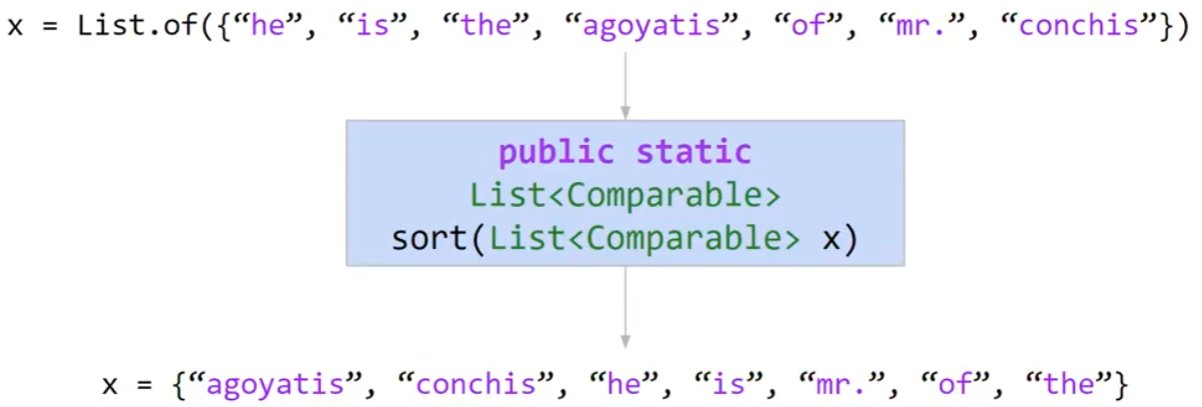 x = List.of({“he”, “is”, “the”, “agoyatis”, “of”, “mr.”, “conchis”})
public static
List<Comparable>
sort(List<Comparable> x)
x = {“agoyatis”, “conchis”, “he”, “is”, “mr.”, “of”, “the”}